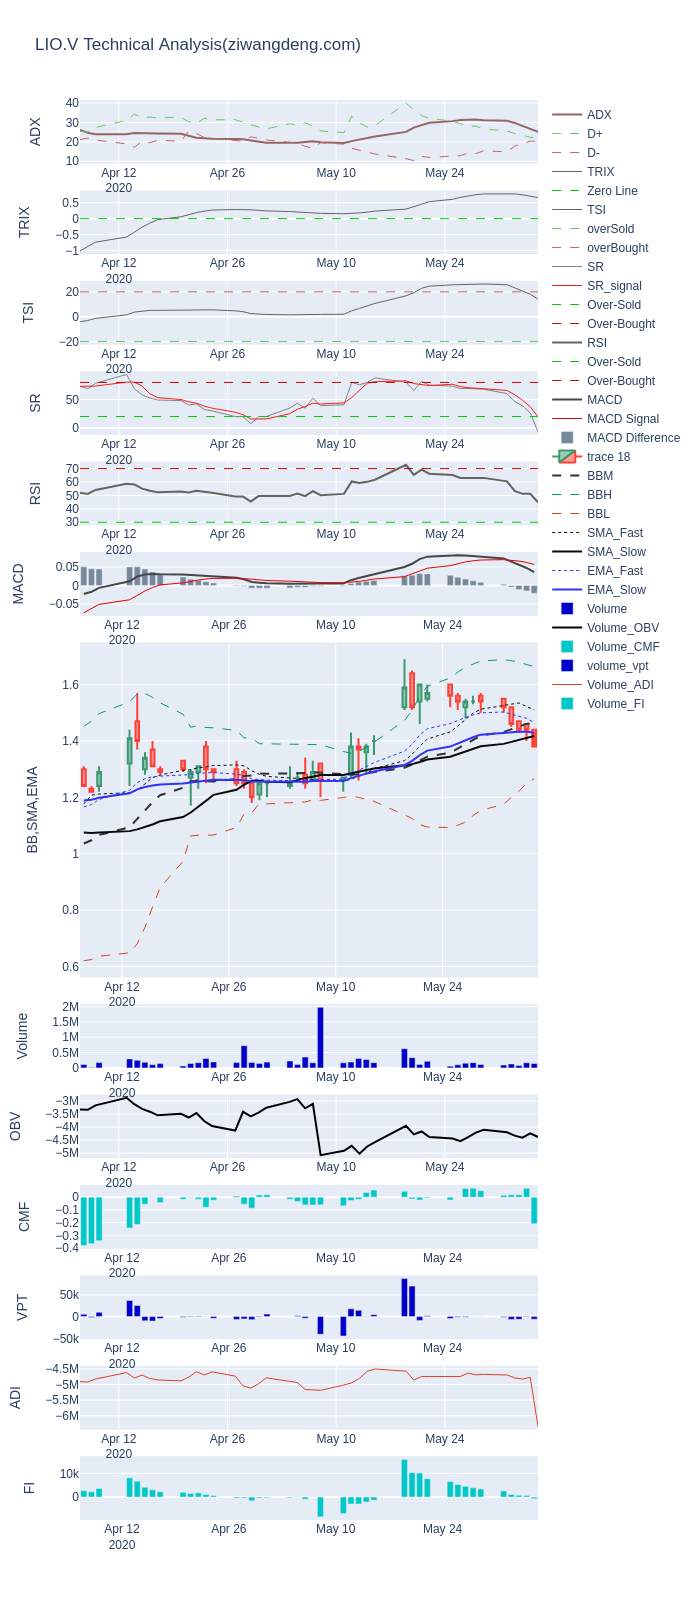 LIO.V Technical Analysis(ziwangdeng.com)
ADX
40
30
20
10
Apr 12
2020
Apr 26
May 10
May 24
TRIX
0.5
0
−0.5
−1
Apr 12
2020
Apr 26
May 10
May 24
TSI
20
0
−20
Apr 12
2020
Apr 26
May 10
May 24
SR
50
0
Apr 12
2020
Apr 26
May 10
May 24
RSI
70
60
50
40
30
Apr 12
2020
Apr 26
May 10
May 24
MACD
0.05
0
−0.05
Apr 12
2020
Apr 26
May 10
May 24
BB,SMA,EMA
1.6
1.4
1.2
1
0.8
0.6
Apr 12
2020
Apr 26
May 10
May 24
Volume
2M
1.5M
1M
0.5M
0
Apr 12
2020
Apr 26
May 10
May 24
OBV
−3M
−3.5M
−4M
−4.5M
−5M
Apr 12
2020
Apr 26
May 10
May 24
CMF
0
−0.1
−0.2
−0.3
−0.4
Apr 12
2020
Apr 26
May 10
May 24
VPT
50k
0
−50k
Apr 12
2020
Apr 26
May 10
May 24
ADI
−4.5M
−5M
−5.5M
−6M
Apr 12
2020
Apr 26
May 10
May 24
FI
10k
0
Apr 12
2020
Apr 26
May 10
May 24
ADX
D+
D-
TRIX
Zero Line
TSI
overSold
overBought
SR
SR_signal
Over-Sold
Over-Bought
RSI
Over-Sold
Over-Bought
MACD
MACD Signal
MACD Difference
trace 18
BBM
BBH
BBL
SMA_Fast
SMA_Slow
EMA_Fast
EMA_Slow
Volume
Volume_OBV
Volume_CMF
volume_vpt
Volume_ADI
Volume_FI